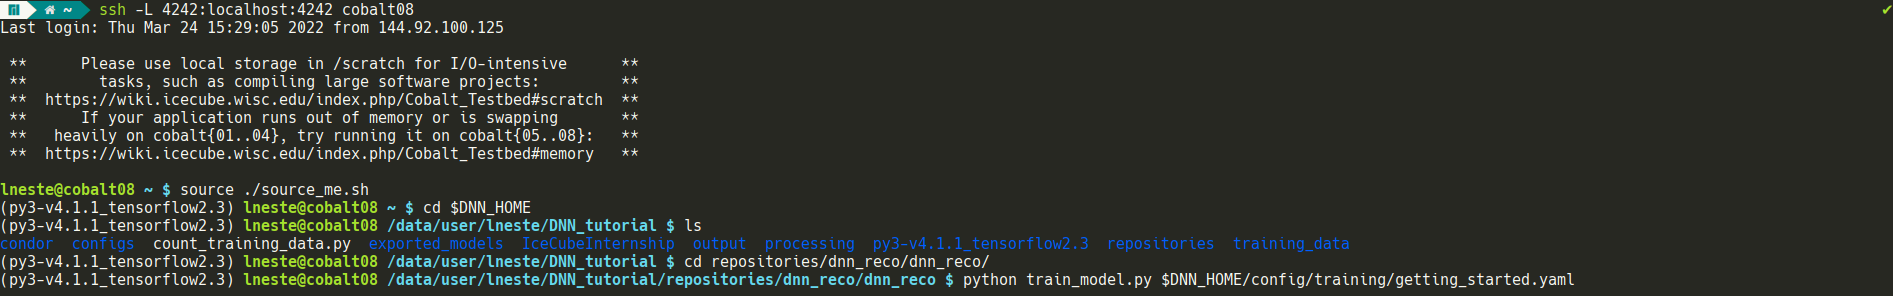 ~ ssh -L 4242:localhost:4242 cobalt08 ✔
Last login: Thu Mar 24 15:29:05 2022 from 144.92.100.125
** Please use local storage in /scratch for I/O-intensive **
** tasks, such as compiling large software projects: **
** https://wiki.icecube.wisc.edu/index.php/Cobalt_Testbed#scratch **
** If your application runs out of memory or is swapping **
** heavily on cobalt{01..04}, try running it on cobalt{05..08}: **
** https://wiki.icecube.wisc.edu/index.php/Cobalt_Testbed#memory **
lneste@cobalt08 ~ $ source ./source_me.sh
(py3-v4.1.1_tensorflow2.3) lneste@cobalt08 ~ $ cd $DNN_HOME
(py3-v4.1.1_tensorflow2.3) lneste@cobalt08 /data/user/lneste/DNN_tutorial $ ls
condor configs count_training_data.py exported_models IceCubeInternship output processing py3-v4.1.1_tensorflow2.3 repositories training_data
(py3-v4.1.1_tensorflow2.3) lneste@cobalt08 /data/user/lneste/DNN_tutorial $ cd repositories/dnn_reco/dnn_reco/
(py3-v4.1.1_tensorflow2.3) lneste@cobalt08 /data/user/lneste/DNN_tutorial/repositories/dnn_reco/dnn_reco $ python train_model.py $DNN_HOME/config/training/getting_started.yaml